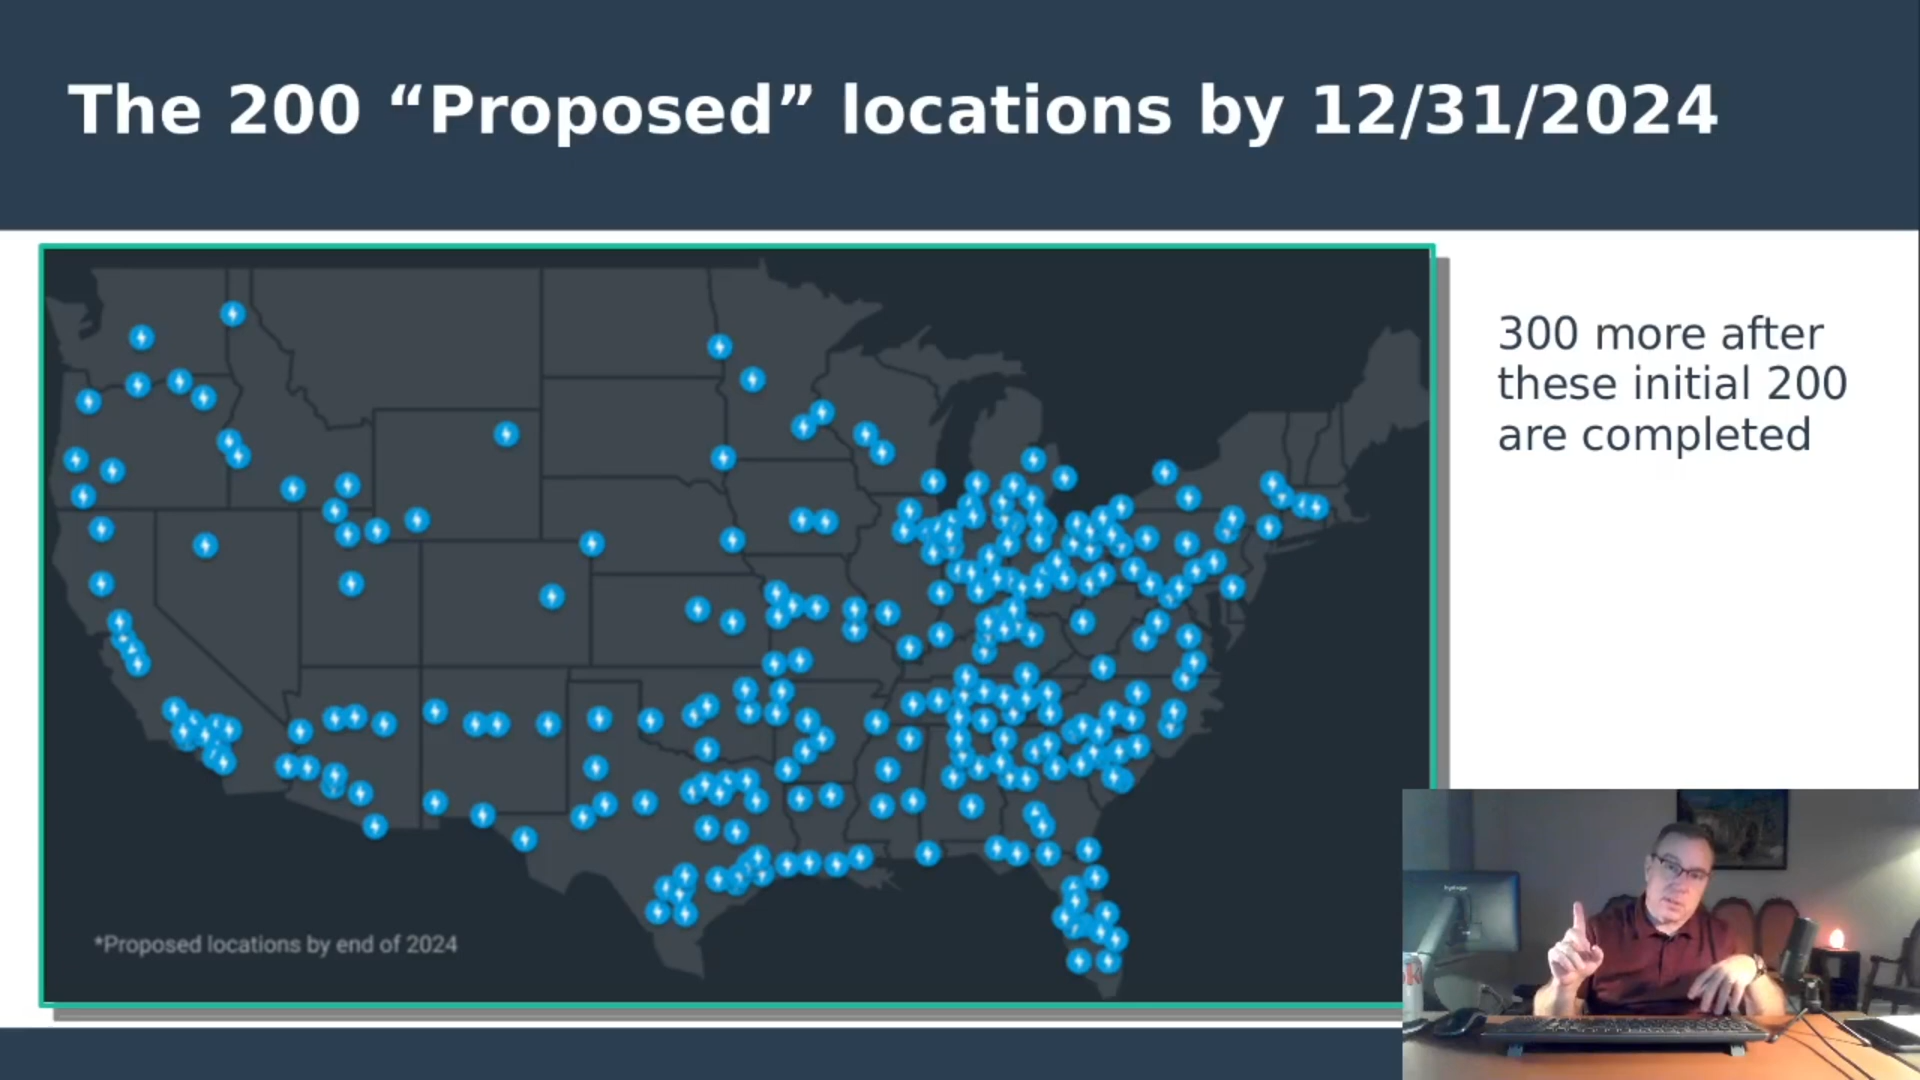 The 200 “Proposed” locations by 12/31/2024
300 more after
these initial 200
are completed
*Proposed locations by end of 2024